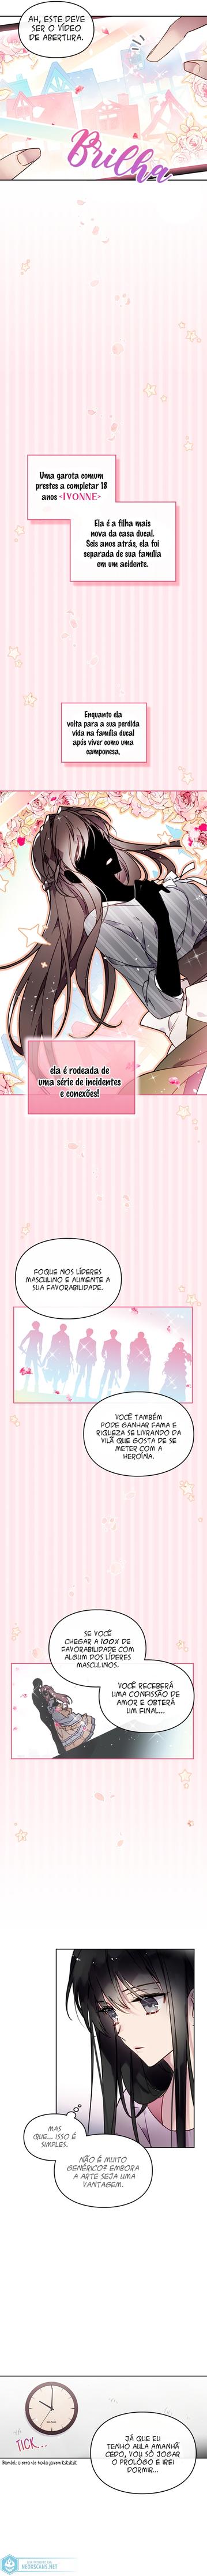 AH, ESTE DEVE
SER O VÍDEO
DE ABERTURA.
Brilha
Uma garota comum
prestes a completar 18
anos <IVONNE>
Ela é a filha mais
nova da casa ducal.
Seis anos atrás, ela foi
separada de sua família
em um acidente.
Enquanto ela
volta para a sua perdida
vida na família ducal
após viver como uma
camponesa,
ela é rodeada de
uma série de incidentes
e conexões!
FOQUE NOS LÍDERES
MASCULINO E AUMENTE A
SUA FAVORABILIDADE.
VOCÊ TAMBÉM
PODE GANHAR FAMA E
RIQUEZA SE LIVRANDO DA
VILÃ QUE GOSTA DE SE
METER COM A
HEROÍNA.
SE VOCÊ
CHEGAR A 100% DE
FAVORABILIDADE COM
ALGUM DOS LÍDERES
MASCULINOS,
VOCÊ RECEBERÁ
UMA CONFISSÃO DE
AMOR E OBTERÁ
UM FINAL...
MAS
QUE... ISSO É
SIMPLES.
NÃO É MUITO
GENÉRICO? EMBORA
A ARTE SEJA UMA
VANTAGEM.
TICK...
JÁ QUE EU
TENHO AULA AMANHÃ
CEDO, VOU SÓ JOGAR
O PRÓLOGO E IREI
DORMIR...
NEOXSCANS.NET